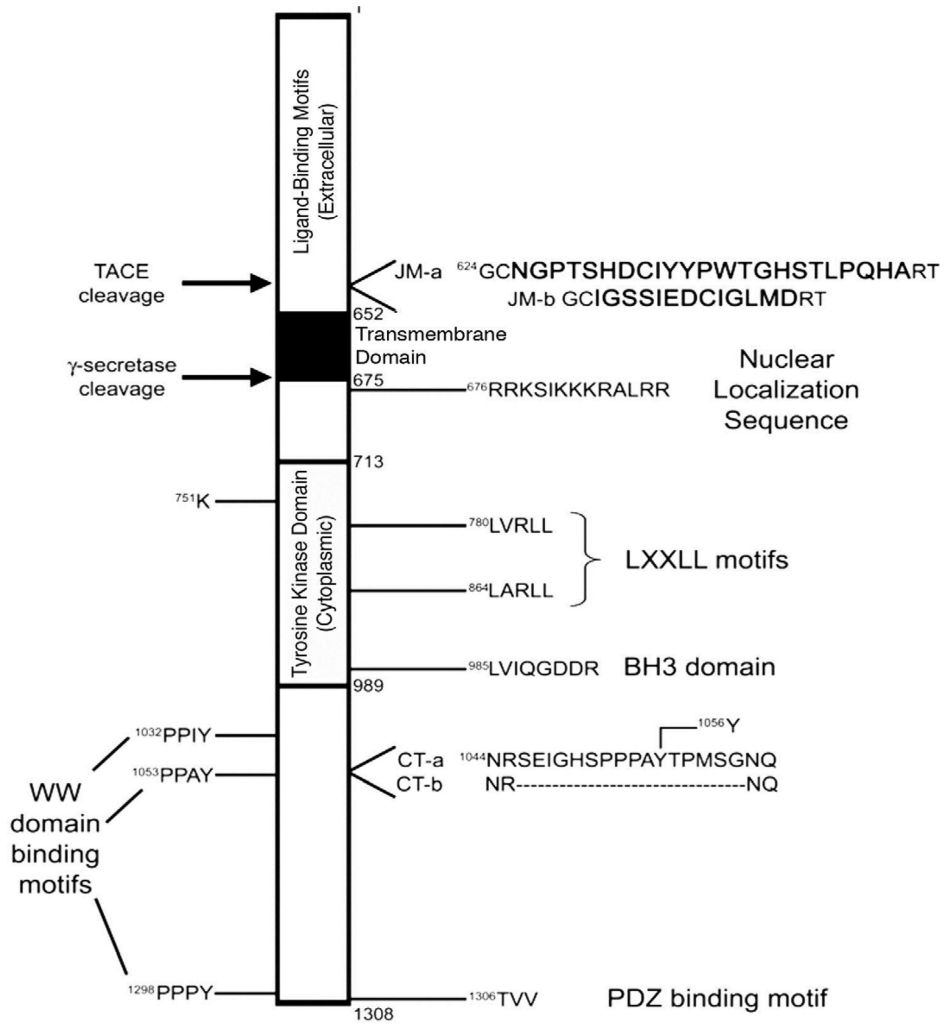 Ligand-Binding Motifs
(Extracellular)
TACE
cleavage
JM-a ⁶²⁴GCNGPTSHDCIYYPWTGHSTLPQHART
JM-b GCIGSSIEDCIGLMDRT
652
Transmembrane
Domain
γ-secretase
cleavage
675
⁶⁷⁶RRKSIKKKRALRR
Nuclear
Localization
Sequence
713
Tyrosine Kinase Domain
(Cytoplasmic)
⁷⁵¹K
⁷⁸⁰LVRLL
⁸⁶⁴LARLL
LXXLL motifs
⁹⁸⁵LVIQGDDR BH3 domain
989
¹⁰³²PPIY
¹⁰⁵³PPAY
WW
domain
binding
motifs
¹⁰⁵⁶Y
CT-a ¹⁰⁴⁴NRSEIGHSPPPAYTPMSGNQ
CT-b NR-----------------------NQ
¹²⁹⁸PPPY
¹³⁰⁶TVV PDZ binding motif
1308